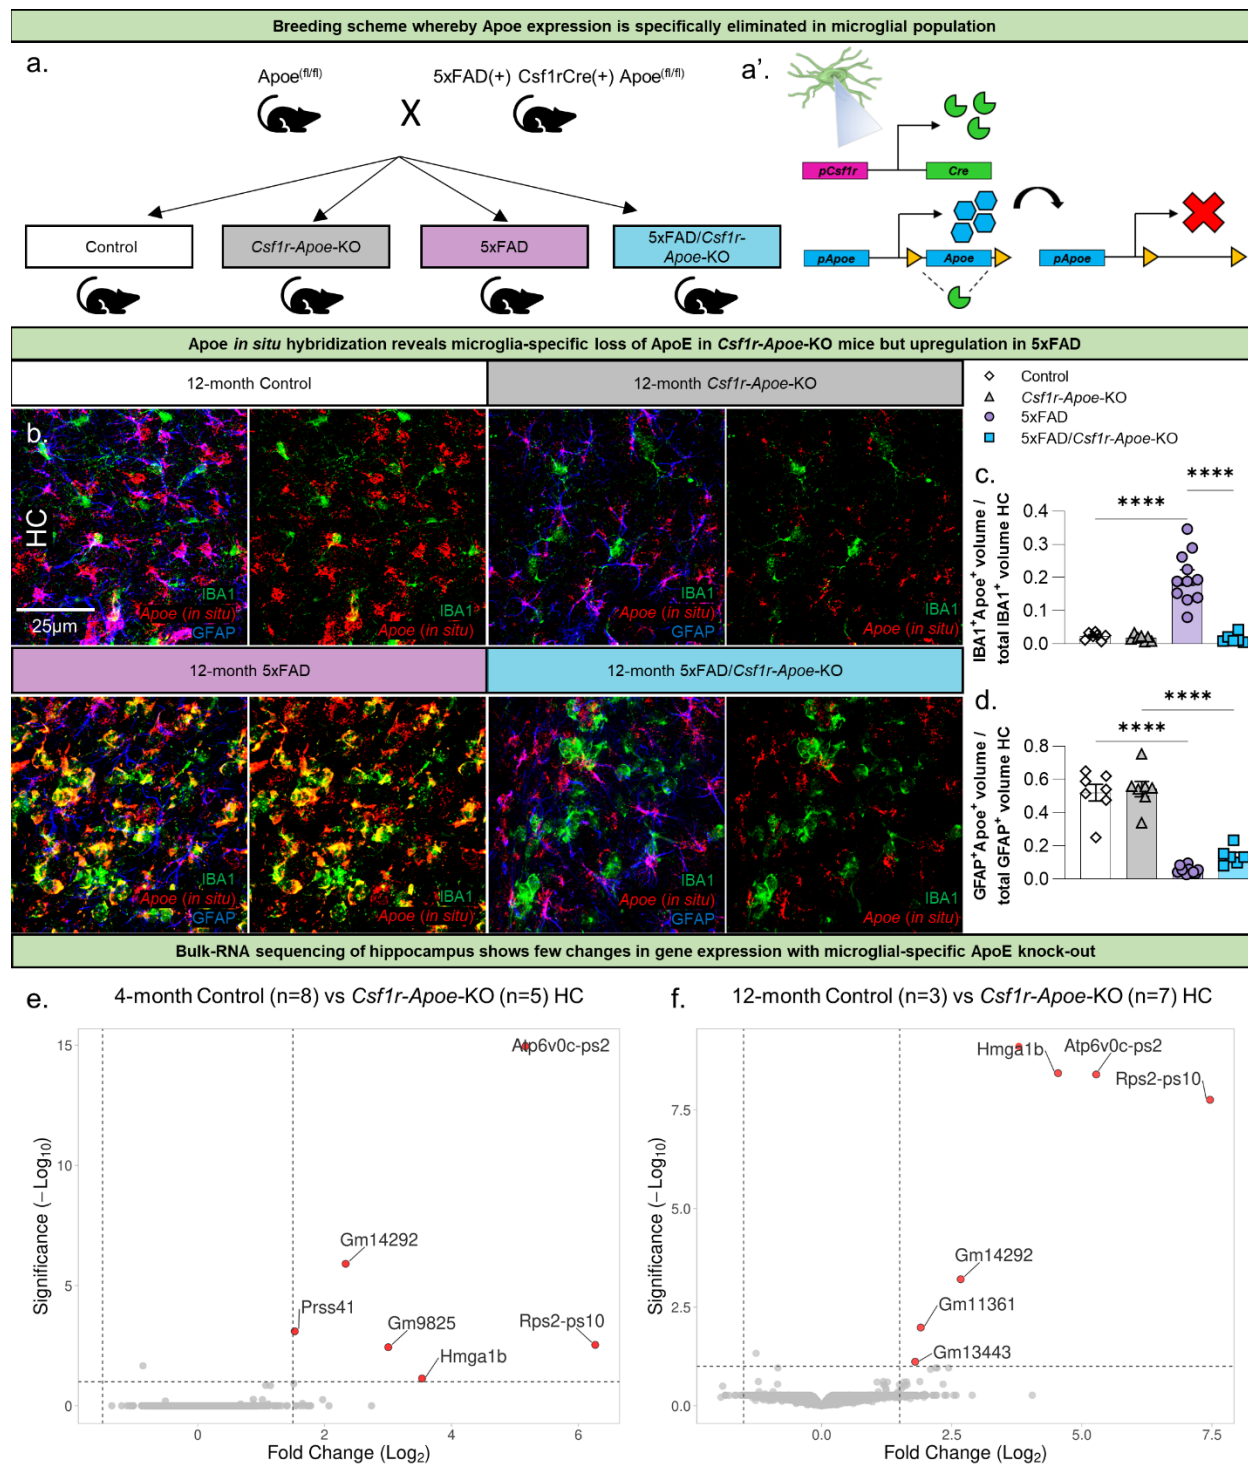 Breeding scheme whereby Apoe expression is specifically eliminated in microglial population
a.
Apoe(fl/fl)
5xFAD(+) Csf1rCre(+) Apoe(fl/fl)
X
Control
Csf1r-Apoe-KO
5xFAD
5xFAD/Csf1r-
Apoe-KO
a'.
pCsf1r
Cre
pApoe
Apoe
pApoe
Apoe in situ hybridization reveals microglia-specific loss of ApoE in Csf1r-Apoe-KO mice but upregulation in 5xFAD
12-month Control
12-month Csf1r-Apoe-KO
b.
HC
25µm
IBA1
Apoe (in situ)
GFAP
IBA1
Apoe (in situ)
IBA1
Apoe (in situ)
GFAP
IBA1
Apoe (in situ)
12-month 5xFAD
12-month 5xFAD/Csf1r-Apoe-KO
IBA1
Apoe (in situ)
GFAP
IBA1
Apoe (in situ)
IBA1
Apoe (in situ)
GFAP
IBA1
Apoe (in situ)
Control
Csf1r-Apoe-KO
5xFAD
5xFAD/Csf1r-Apoe-KO
c.
IBA1+Apoe+ volume /
total IBA1+ volume HC
0.4
0.3
0.2
0.1
0.0
****
****
d.
GFAP+Apoe+ volume /
total GFAP+ volume HC
0.8
0.6
0.4
0.2
0.0
****
****
Bulk-RNA sequencing of hippocampus shows few changes in gene expression with microglial-specific ApoE knock-out
e.
4-month Control (n=8) vs Csf1r-Apoe-KO (n=5) HC
Significance (−Log10)
15
10
5
0
Atp6v0c-ps2
Gm14292
Prss41
Gm9825
Rps2-ps10
Hmga1b
0
2
4
6
Fold Change (Log2)
f.
12-month Control (n=3) vs Csf1r-Apoe-KO (n=7) HC
Significance (−Log10)
7.5
5.0
2.5
0.0
Hmga1b
Atp6v0c-ps2
Rps2-ps10
Gm14292
Gm11361
Gm13443
0.0
2.5
5.0
7.5
Fold Change (Log2)